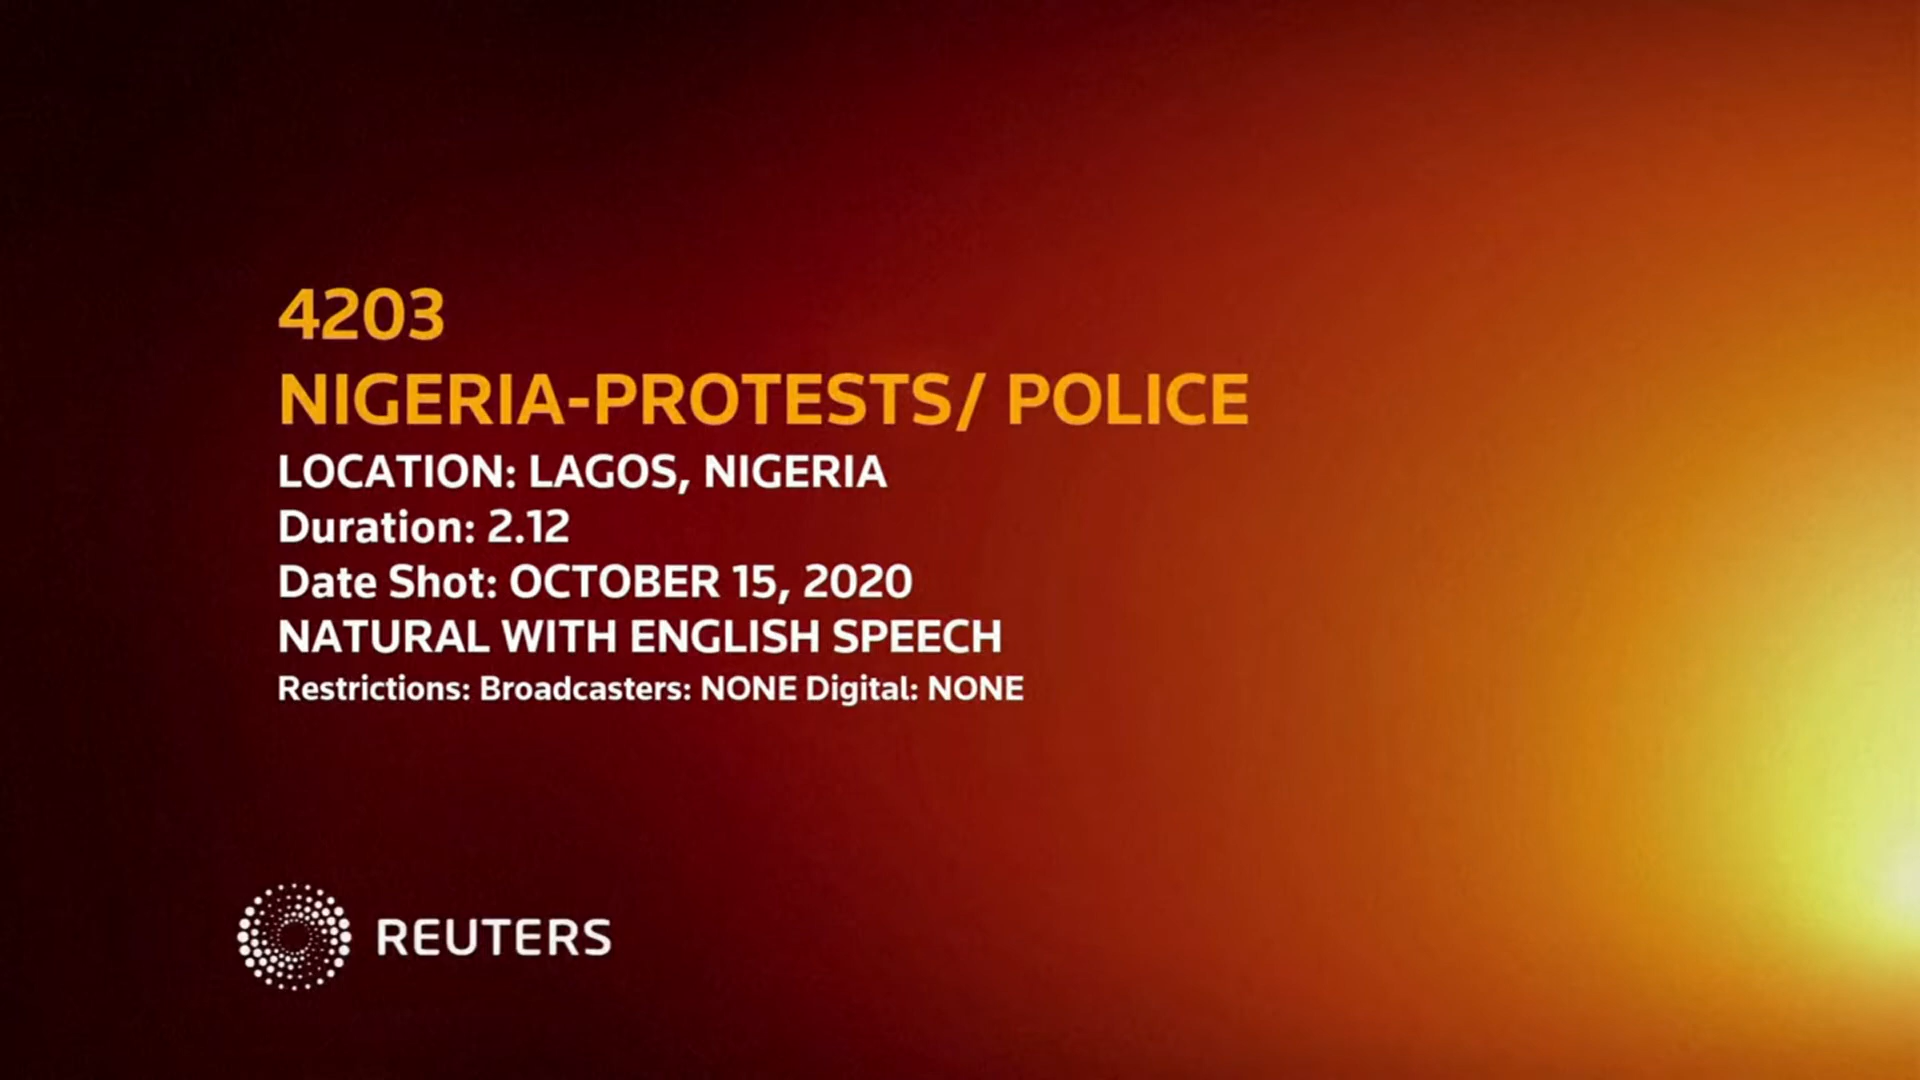 4203
NIGERIA-PROTESTS/ POLICE
LOCATION: LAGOS, NIGERIA
Duration: 2.12
Date Shot: OCTOBER 15, 2020
NATURAL WITH ENGLISH SPEECH
Restrictions: Broadcasters: NONE Digital: NONE
REUTERS